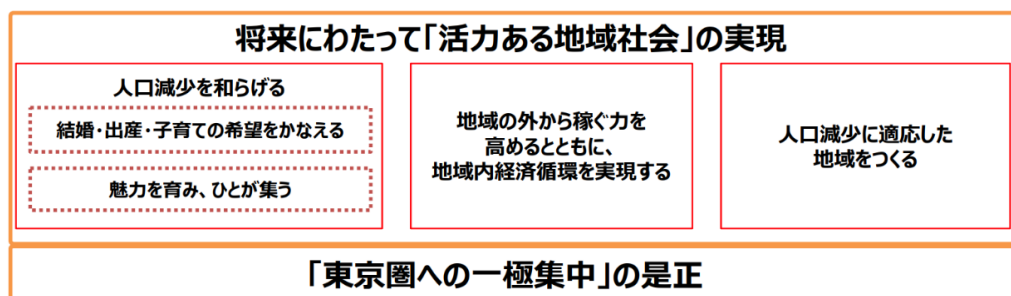 将来にわたって「活力ある地域社会」の実現
人口減少を和らげる
結婚・出産・子育ての希望をかなえる
魅力を育み、ひとが集う
地域の外から稼ぐ力を
高めるとともに、
地域内経済循環を実現する
人口減少に適応した
地域をつくる
「東京圏への一極集中」の是正